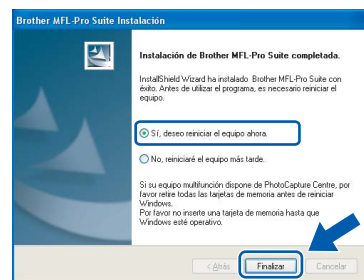 Brother MFL-Pro Suite Instalación
Instalación de Brother MFL-Pro Suite completada.
InstallShield Wizard ha instalado Brother MFL-Pro Suite con
éxito. Antes de utilizar el programa, es necesario reiniciar el
equipo.
Sí, deseo reiniciar el equipo ahora.
No, reiniciaré el equipo más tarde.
Si su equipo multifunción dispone de PhotoCapture Centre, por
favor retire todas las tarjetas de memoria antes de reiniciar
Windows.
Por favor no inserte una tarjeta de memoria hasta que
Windows esté operativo.
< Atrás Finalizar Cancelar